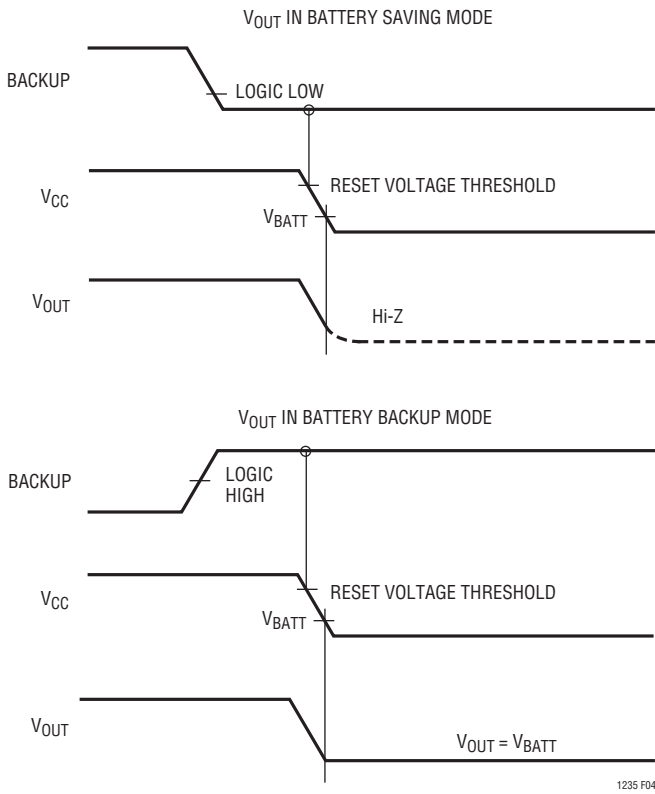 VOUT IN BATTERY SAVING MODE
BACKUP
LOGIC LOW
VCC
RESET VOLTAGE THRESHOLD
VBATT
VOUT
Hi-Z
VOUT IN BATTERY BACKUP MODE
BACKUP
LOGIC
HIGH
VCC
RESET VOLTAGE THRESHOLD
VBATT
VOUT
VOUT = VBATT
1235 F04